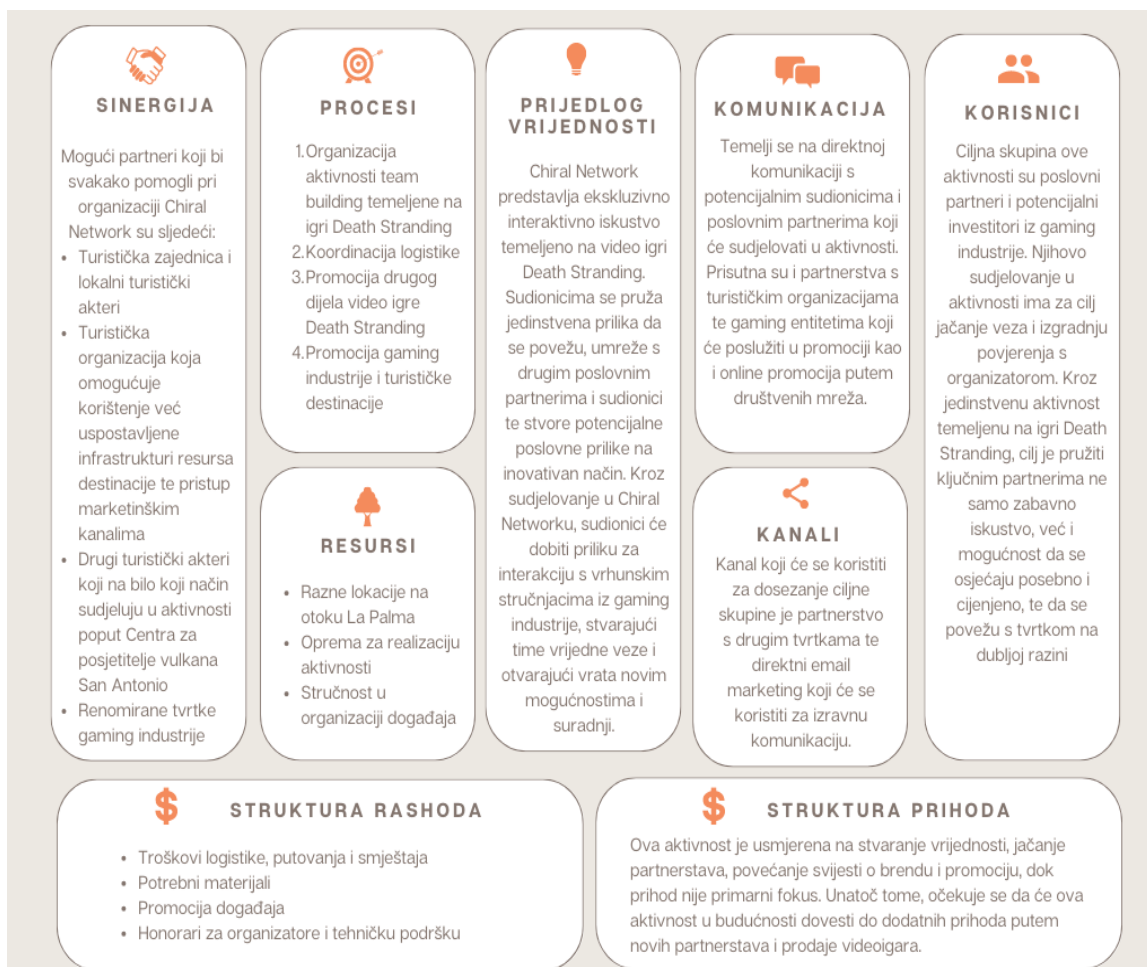 SINERGIJA
Mogući partneri koji bi
svakako pomogli pri
organizaciji Chiral
Network su sljedeći:
• Turistička zajednica i
lokalni turistički
akteri
• Turistička
organizacija koja
omogućuje
korištenje već
uspostavljene
infrastrukturi resursa
destinacije te pristup
marketinškim
kanalima
• Drugi turistički akteri
koji na bilo koji način
sudjeluju u aktivnosti
poput Centra za
posjetitelje vulkana
San Antonio
• Renomirane tvrtke
gaming industrije
PROCESI
1.Organizacija
aktivnosti team
building temeljene na
igri Death Stranding
2.Koordinacija logistike
3.Promocija drugog
dijela video igre
Death Stranding
4.Promocija gaming
industrije i turističke
destinacije
RESURSI
• Razne lokacije na
otoku La Palma
• Oprema za realizaciju
aktivnosti
• Stručnost u
organizaciji događaja
PRIJEDLOG
VRIJEDNOSTI
Chiral Network
predstavlja ekskluzivno
interaktivno iskustvo
temeljeno na video igri
Death Stranding.
Sudionicima se pruža
jedinstvena prilika da
se povežu, umreže s
drugim poslovnim
partnerima i sudionici
te stvore potencijalne
poslovne prilike na
inovativan način. Kroz
sudjelovanje u Chiral
Networku, sudionici će
dobiti priliku za
interakciju s vrhunskim
stručnjacima iz gaming
industrije, stvarajući
time vrijedne veze i
otvarajući vrata novim
mogućnostima i
suradnji.
KOMUNIKACIJA
Temelji se na direktnoj
komunikaciji s
potencijalnim sudionicima i
poslovnim partnerima koji
će sudjelovati u aktivnosti.
Prisutna su i partnerstva s
turističkim organizacijama
te gaming entitetima koji
će poslužiti u promociji kao
i online promocija putem
društvenih mreža.
KANALI
Kanal koji će se koristiti
za dosezanje ciljne
skupine je partnerstvo
s drugim tvrtkama te
direktni email
marketing koji će se
koristiti za izravnu
komunikaciju.
KORISNICI
Ciljna skupina ove
aktivnosti su poslovni
partneri i potencijalni
investitori iz gaming
industrije. Njihovo
sudjelovanje u
aktivnosti ima za cilj
jačanje veza i izgradnju
povjerenja s
organizatorom. Kroz
jedinstvenu aktivnost
temeljenu na igri Death
Stranding, cilj je pružiti
ključnim partnerima ne
samo zabavno
iskustvo, već i
mogućnost da se
osjećaju posebno i
cijenjeno, te da se
povežu s tvrtkom na
dubljoj razini
STRUKTURA RASHODA
• Troškovi logistike, putovanja i smještaja
• Potrebni materijali
• Promocija događaja
• Honorari za organizatore i tehničku podršku
STRUKTURA PRIHODA
Ova aktivnost je usmjerena na stvaranje vrijednosti, jačanje
partnerstava, povećanje svijesti o brendu i promociju, dok
prihod nije primarni fokus. Unatoč tome, očekuje se da će ova
aktivnost u budućnosti dovesti do dodatnih prihoda putem
novih partnerstava i prodaje videoigara.